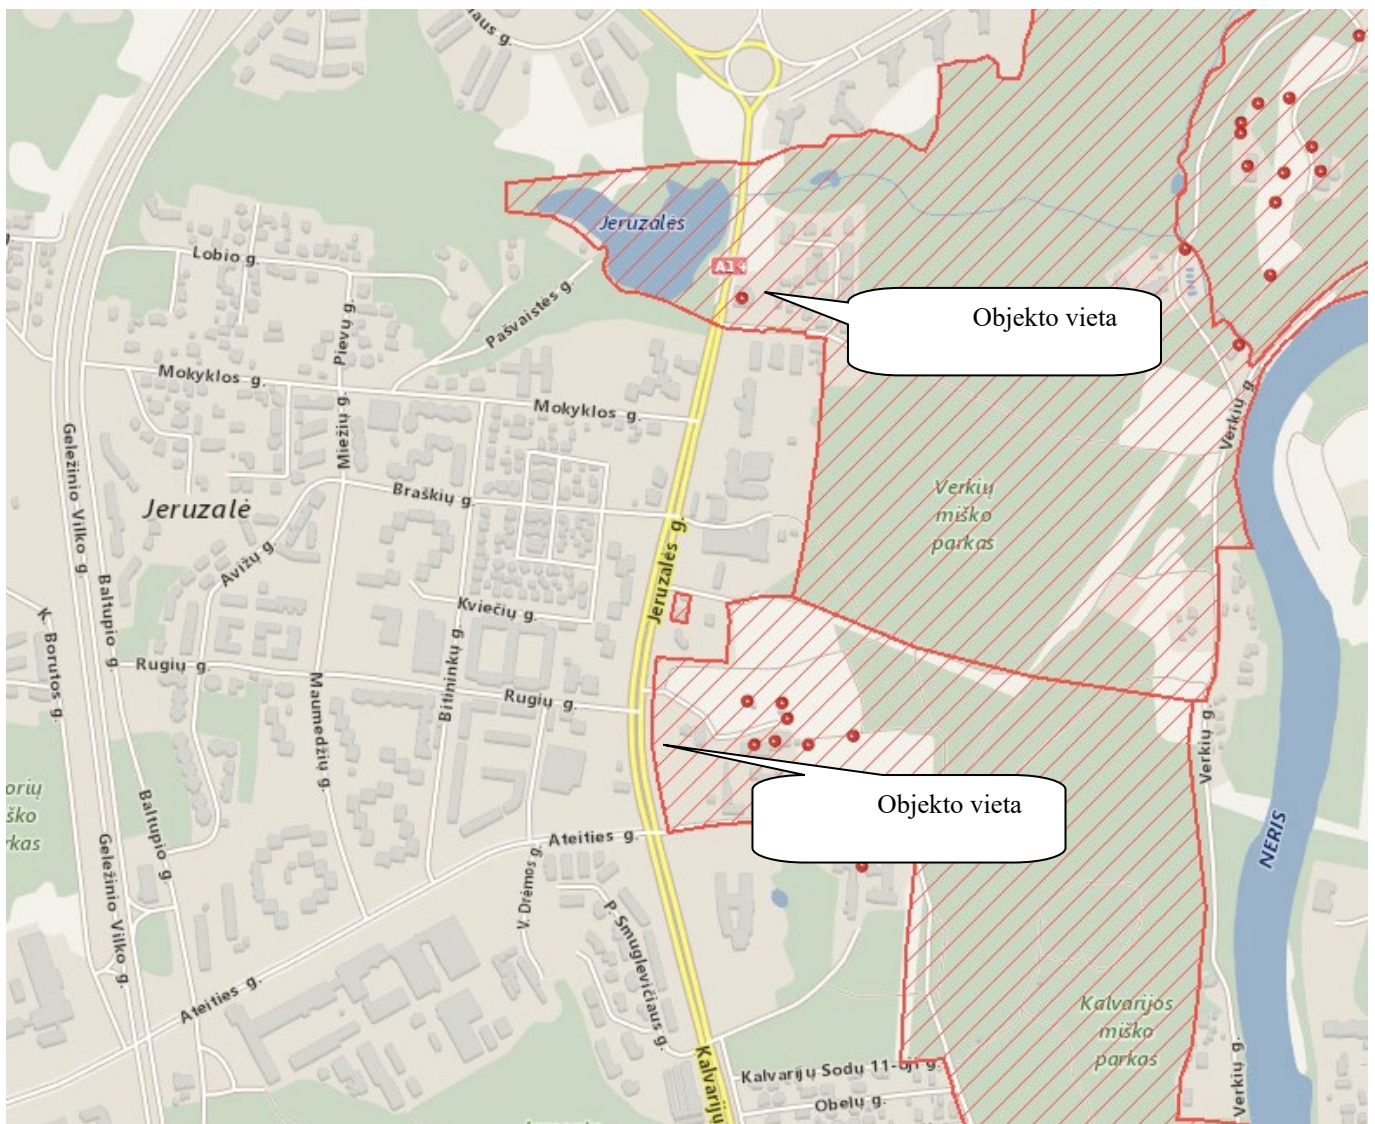 aus g.
Jeruzalės
Lobio g.
A1
Pašvaistės g.
Pievų g.
Objekto vieta
Mokyklos g.
Mokyklos g.
Miežių g.
Verkių g.
Geležinio Vilko g.
Braškių g.
Jeruzalė
Verkių
miško
parkas
Jeruzalės g.
Avižų g.
Baltupio g.
Kviečių g.
K. Borutos g.
Rugių g.
Bitininkų g.
Maumedžių g.
Rugių g.
Verkių g.
orių
ško
rkas
Baltupio g.
Objekto vieta
Ateities g.
NERIS
Geležinio Vilko g.
V. Drėmos g.
P. Smuglevičiaus g.
Ateities g.
Kalvarijos
miško
parkas
Kalvarijų
Kalvarijų Sodų 11-oji g.
Obelų g.
Verkių g.